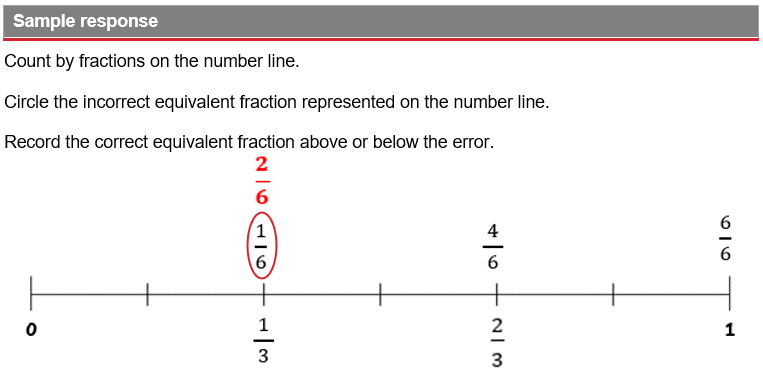 Sample response
Count by fractions on the number line.
Circle the incorrect equivalent fraction represented on the number line.
Record the correct equivalent fraction above or below the error.
2/6
1/6 4/6 6/6
0 1/3 2/3 1